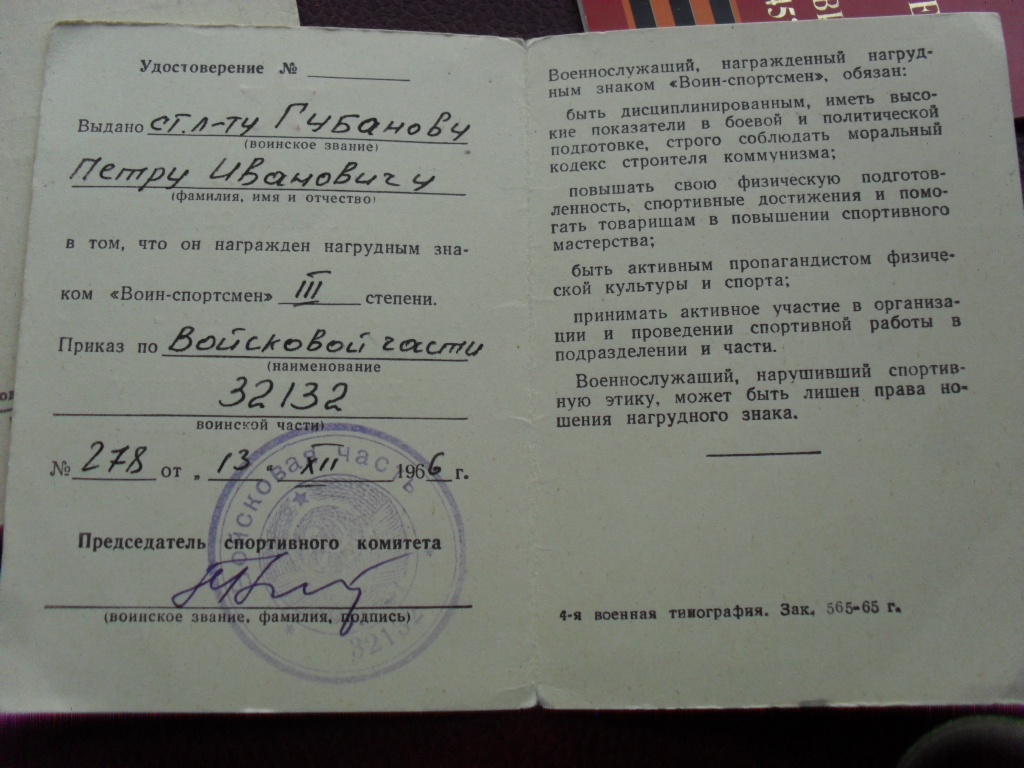 Удостоверение № ________
Выдано ст. л-ту Губанову
(воинское звание)
Петру Ивановичу
(фамилия, имя и отчество)
в том, что он награжден нагрудным зна-
ком «Воин-спортсмен» III степени.
Приказ по Войсковой части
(наименование
32132
воинской части)
№ 278 от „13" XII 1966 г.
Председатель спортивного комитета
(воинское звание, фамилия, подпись)
войсковая часть
32132
Военнослужащий, награжденный нагруд-
ным знаком «Воин-спортсмен», обязан:
быть дисциплинированным, иметь высо-
кие показатели в боевой и политической
подготовке, строго соблюдать моральный
кодекс строителя коммунизма;
повышать свою физическую подготов-
ленность, спортивные достижения и помо-
гать товарищам в повышении спортивного
мастерства;
быть активным пропагандистом физиче-
ской культуры и спорта;
принимать активное участие в организа-
ции и проведении спортивной работы в
подразделении и части.
Военнослужащий, нарушивший спортив-
ную этику, может быть лишен права но-
шения нагрудного знака.
4-я военная типография. Зак. 565-65 г.